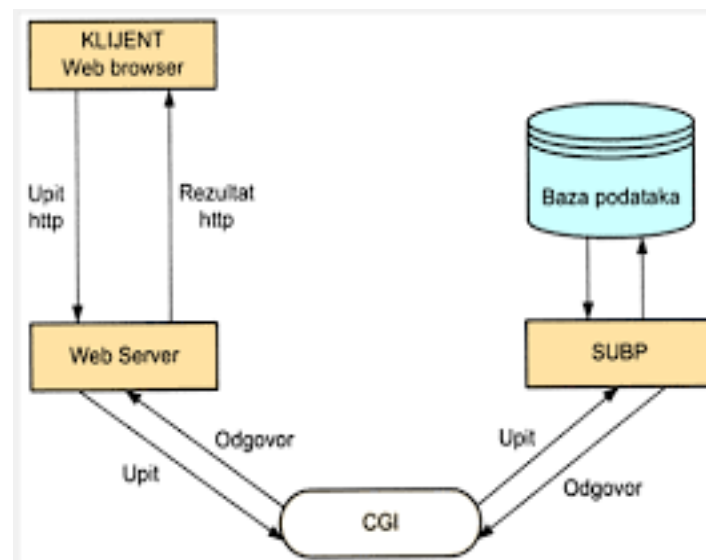 KLIJENT
Web browser
Upit
http
Rezultat
http
Baza podataka
Web Server
SUBP
Odgovor
Upit
Upit
Odgovor
CGI